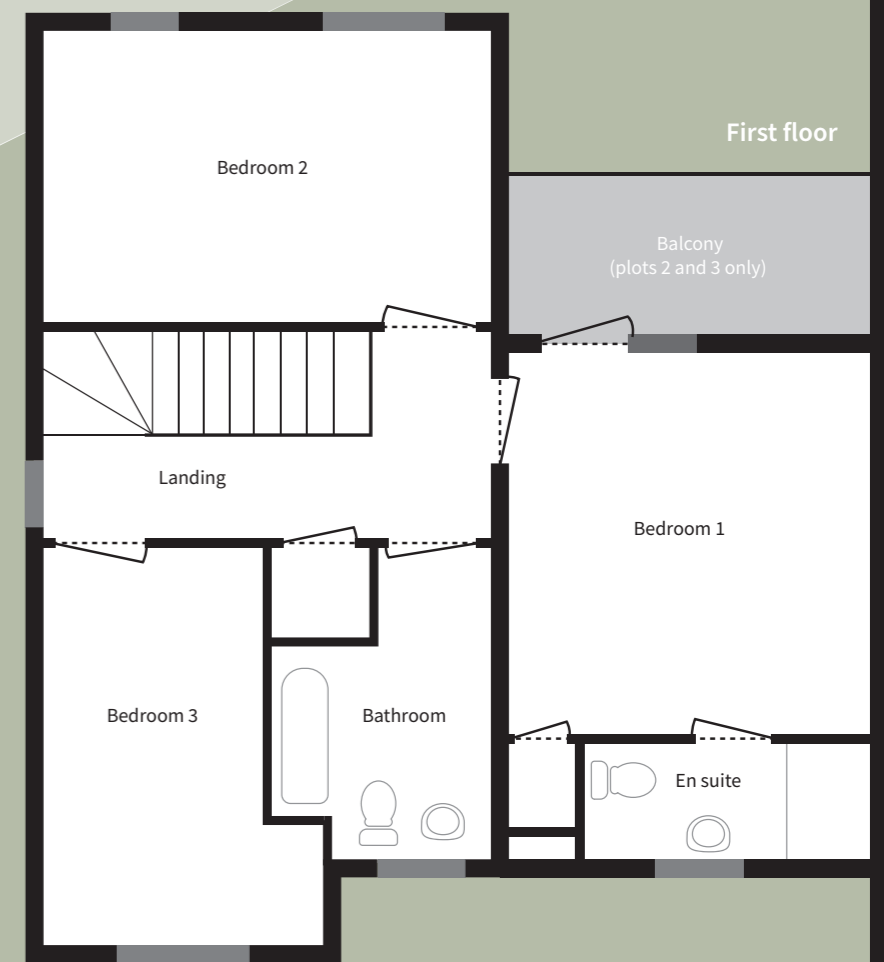 First floor
Bedroom 2
Balcony
(plots 2 and 3 only)
Landing
Bedroom 1
Bedroom 3
Bathroom
En suite